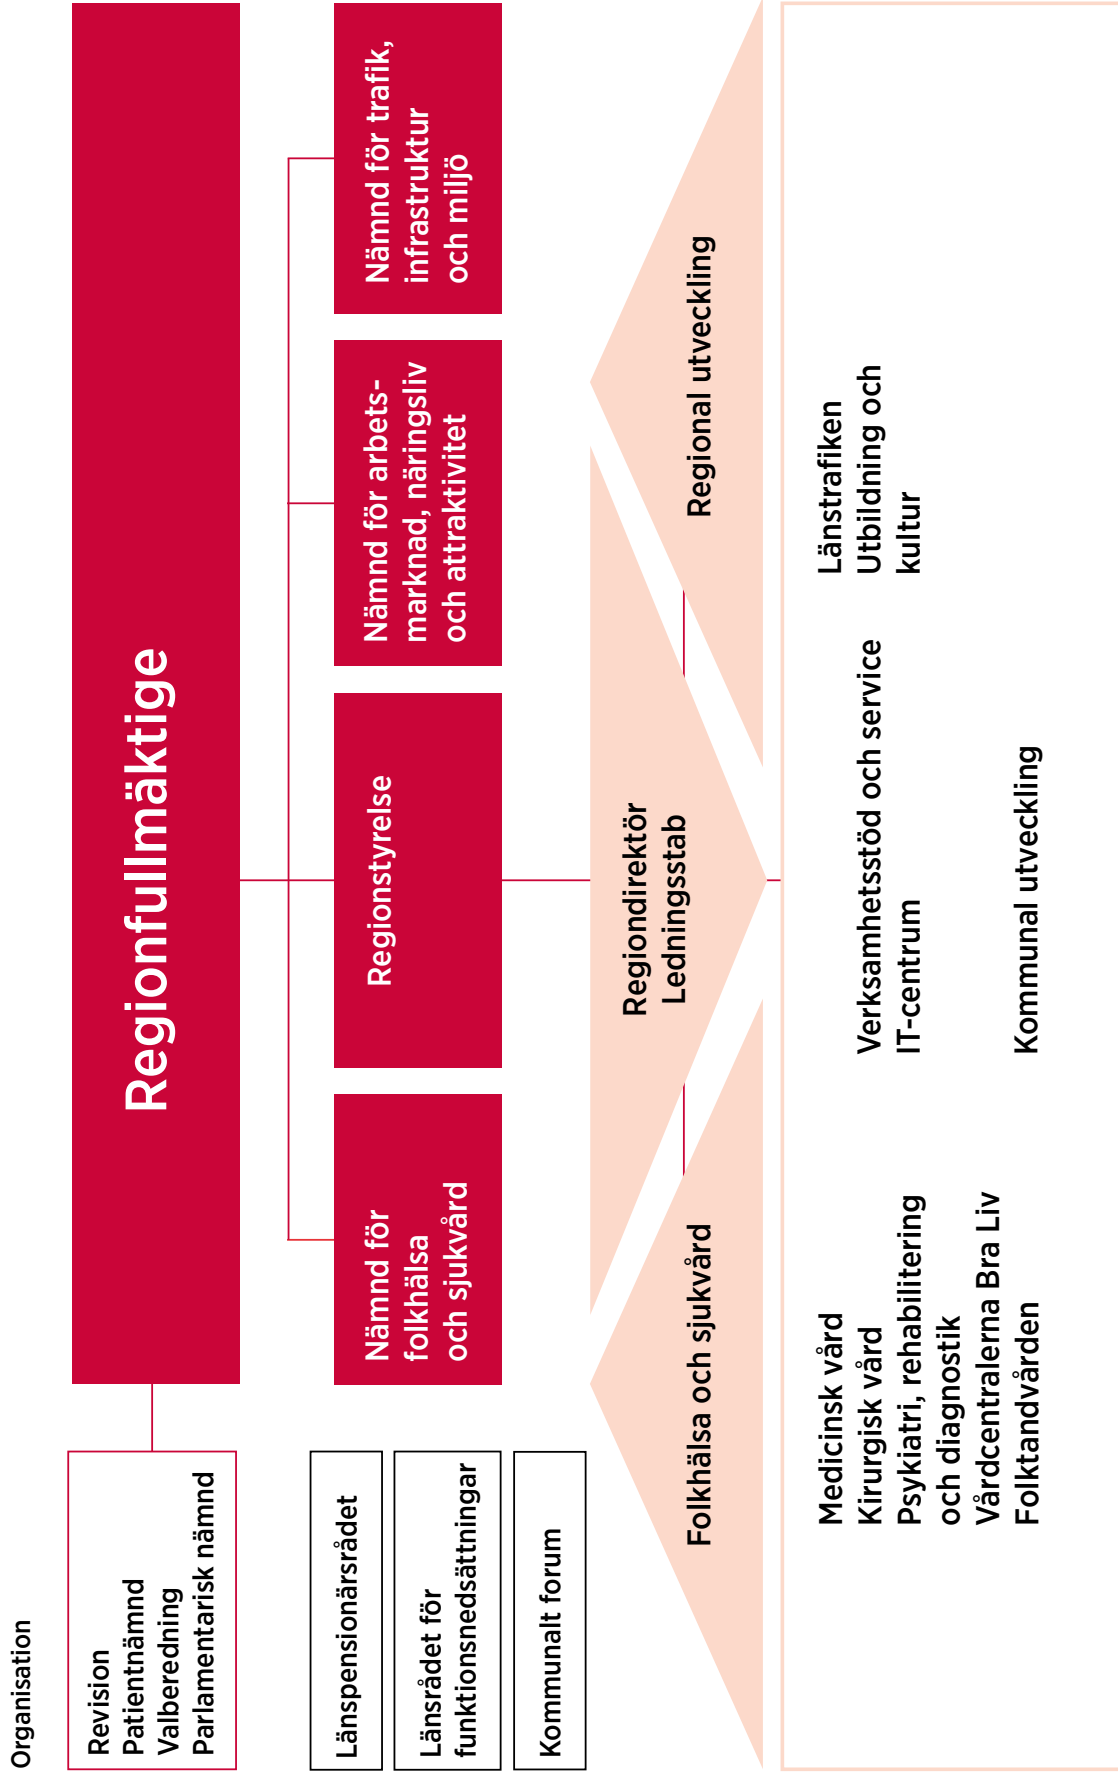 Organisation
Regionfullmäktige
Revision
Patientnämnd
Valberedning
Parlamentarisk nämnd
Länspensionärsrådet
Länsrådet för
funktionsnedsättningar
Kommunalt forum
Nämnd för
folkhälsa
och sjukvård
Regionstyrelse
Nämnd för arbets-
marknad, näringsliv
och attraktivitet
Nämnd för trafik,
infrastruktur
och miljö
Folkhälsa och sjukvård
Regiondirektör
Ledningsstab
Regional utveckling
Medicinsk vård
Kirurgisk vård
Psykiatri, rehabilitering
och diagnostik
Vårdcentralerna Bra Liv
Folktandvården
Verksamhetsstöd och service
IT-centrum
Kommunal utveckling
Länstrafiken
Utbildning och
kultur